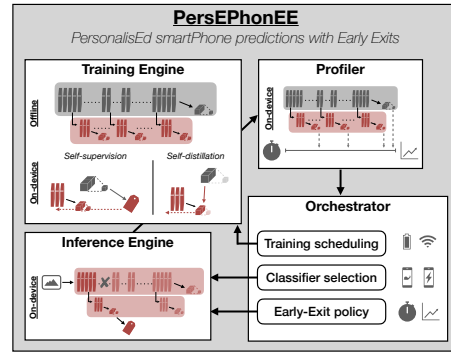 PersEPhonEE
PersonalisEd smartPhone predictions with Early Exits
Training Engine
Offline
On-device
Self-supervision
Self-distillation
Profiler
On-device
Orchestrator
Training scheduling
Classifier selection
Early-Exit policy
Inference Engine
On-device